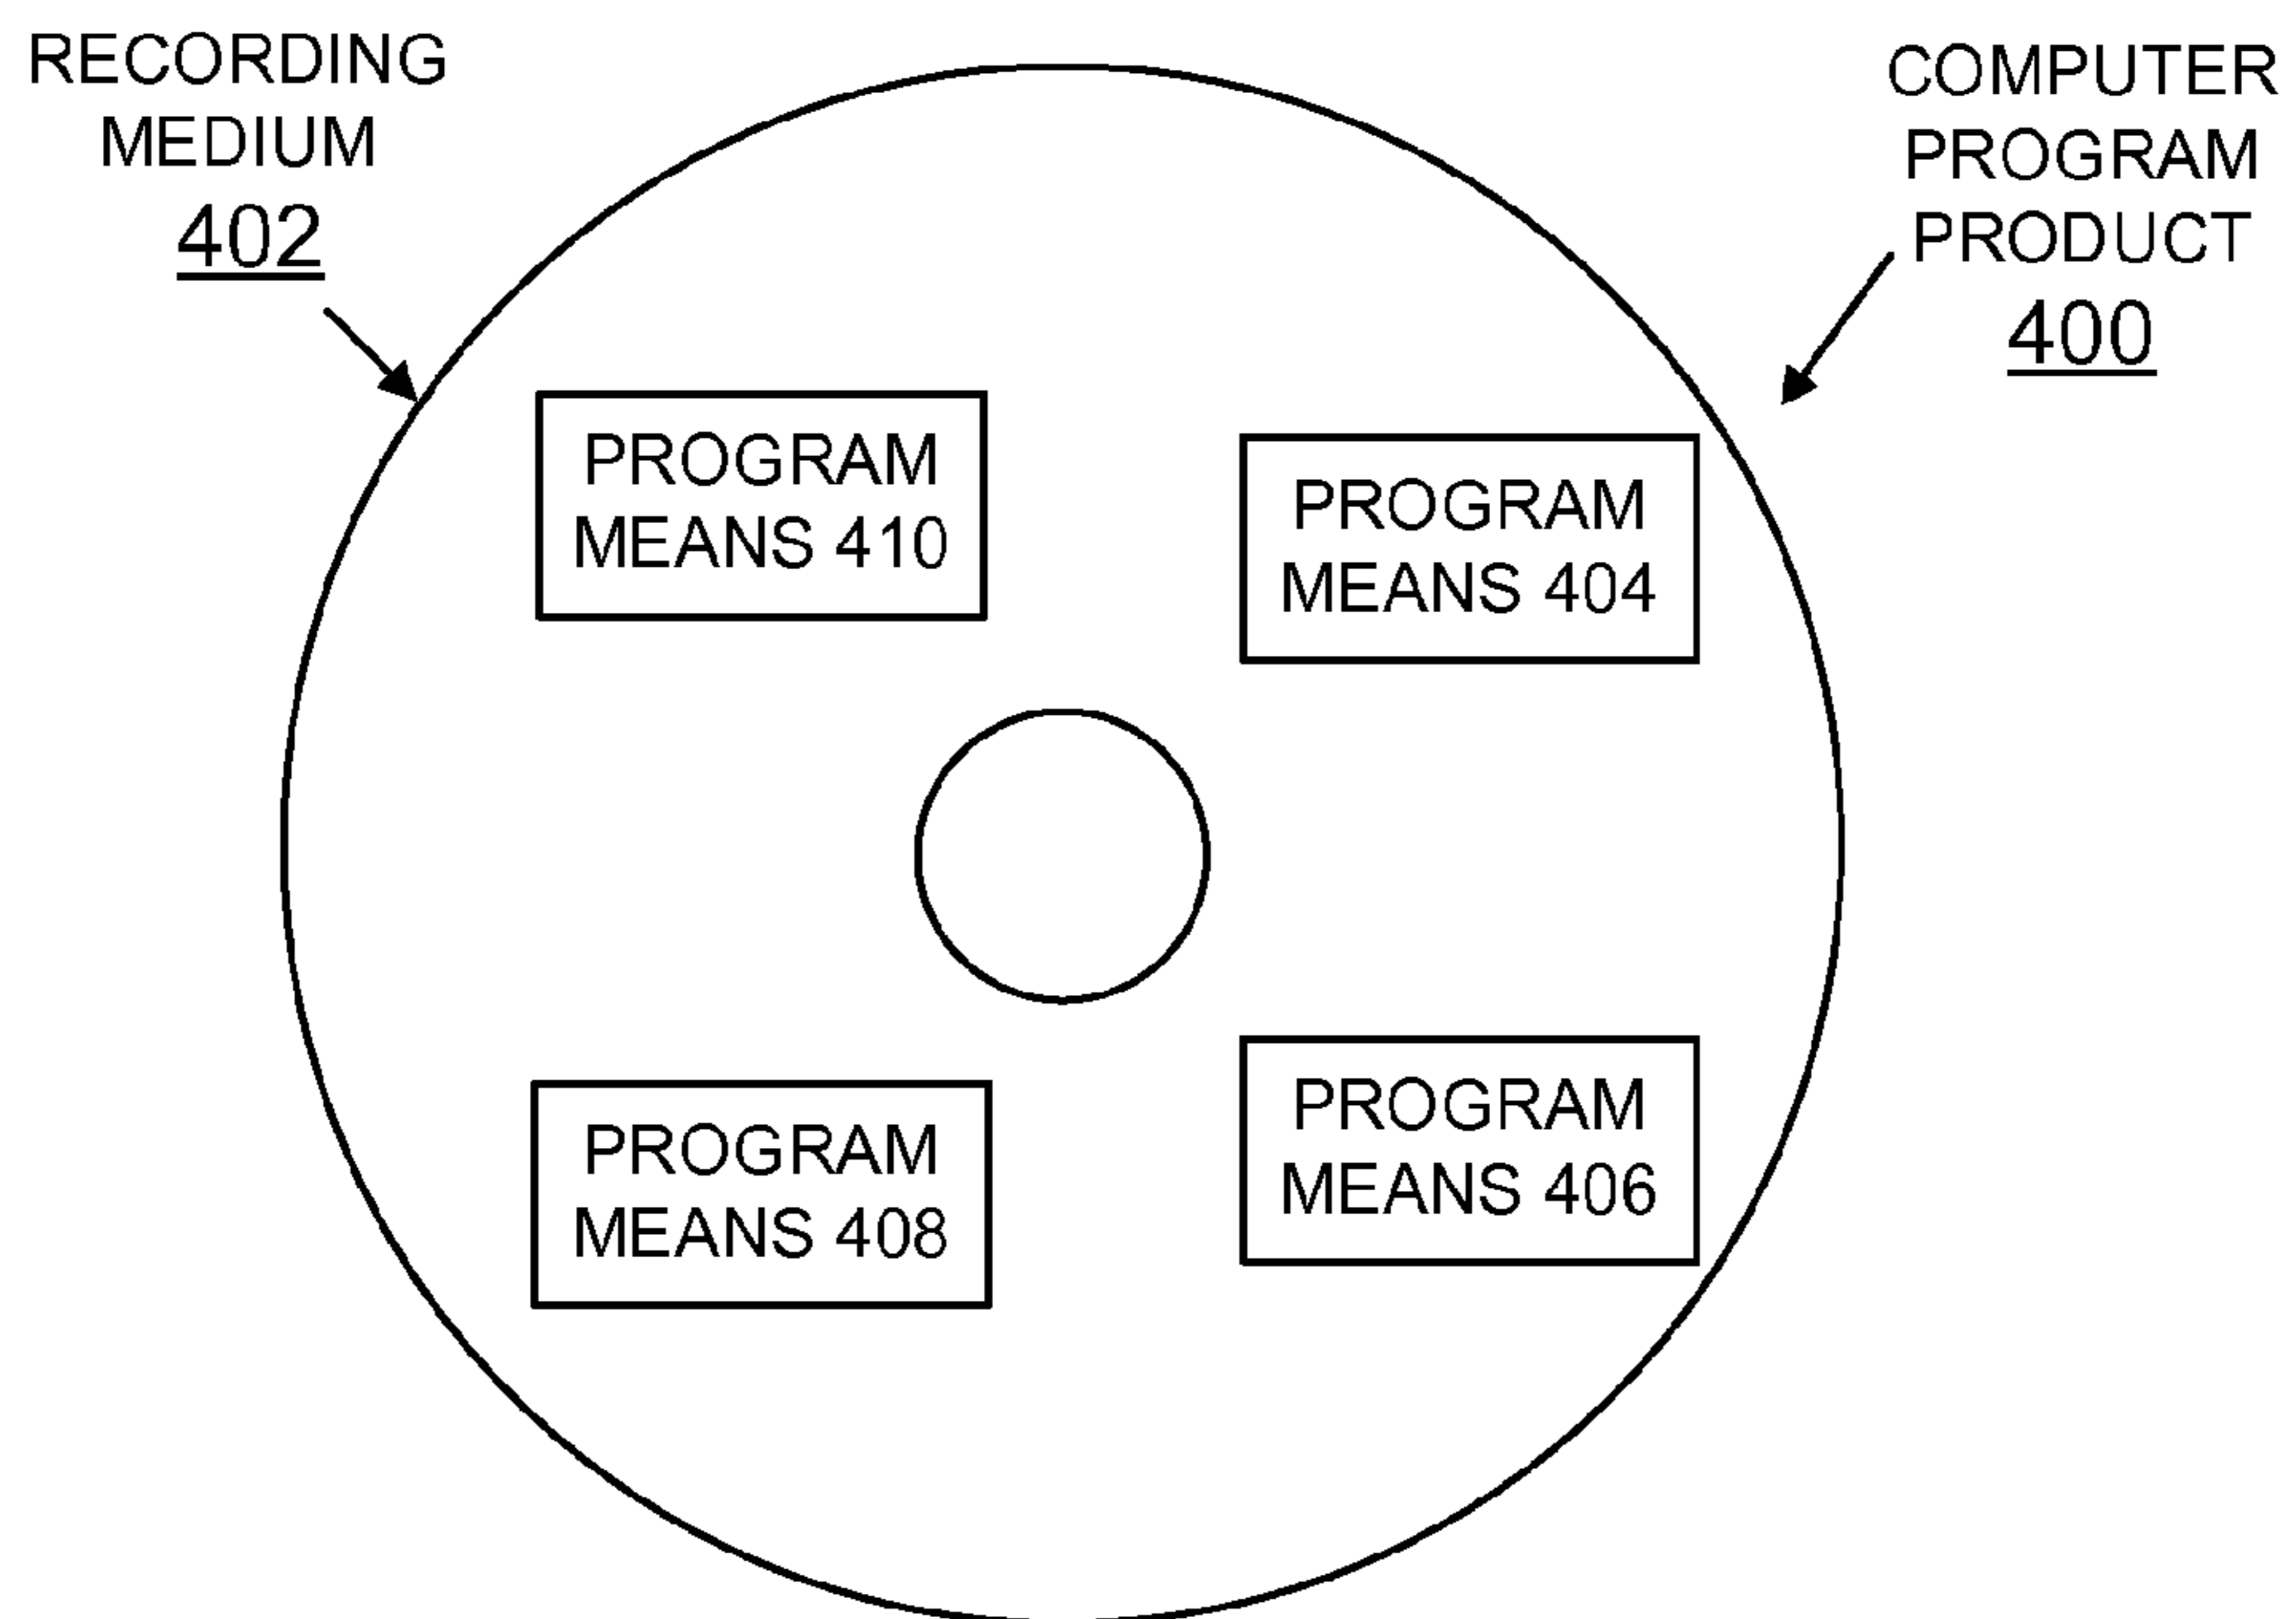 RECORDING
MEDIUM
402
COMPUTER
PROGRAM
PRODUCT
400
PROGRAM
MEANS 410
PROGRAM
MEANS 404
PROGRAM
MEANS 408
PROGRAM
MEANS 406